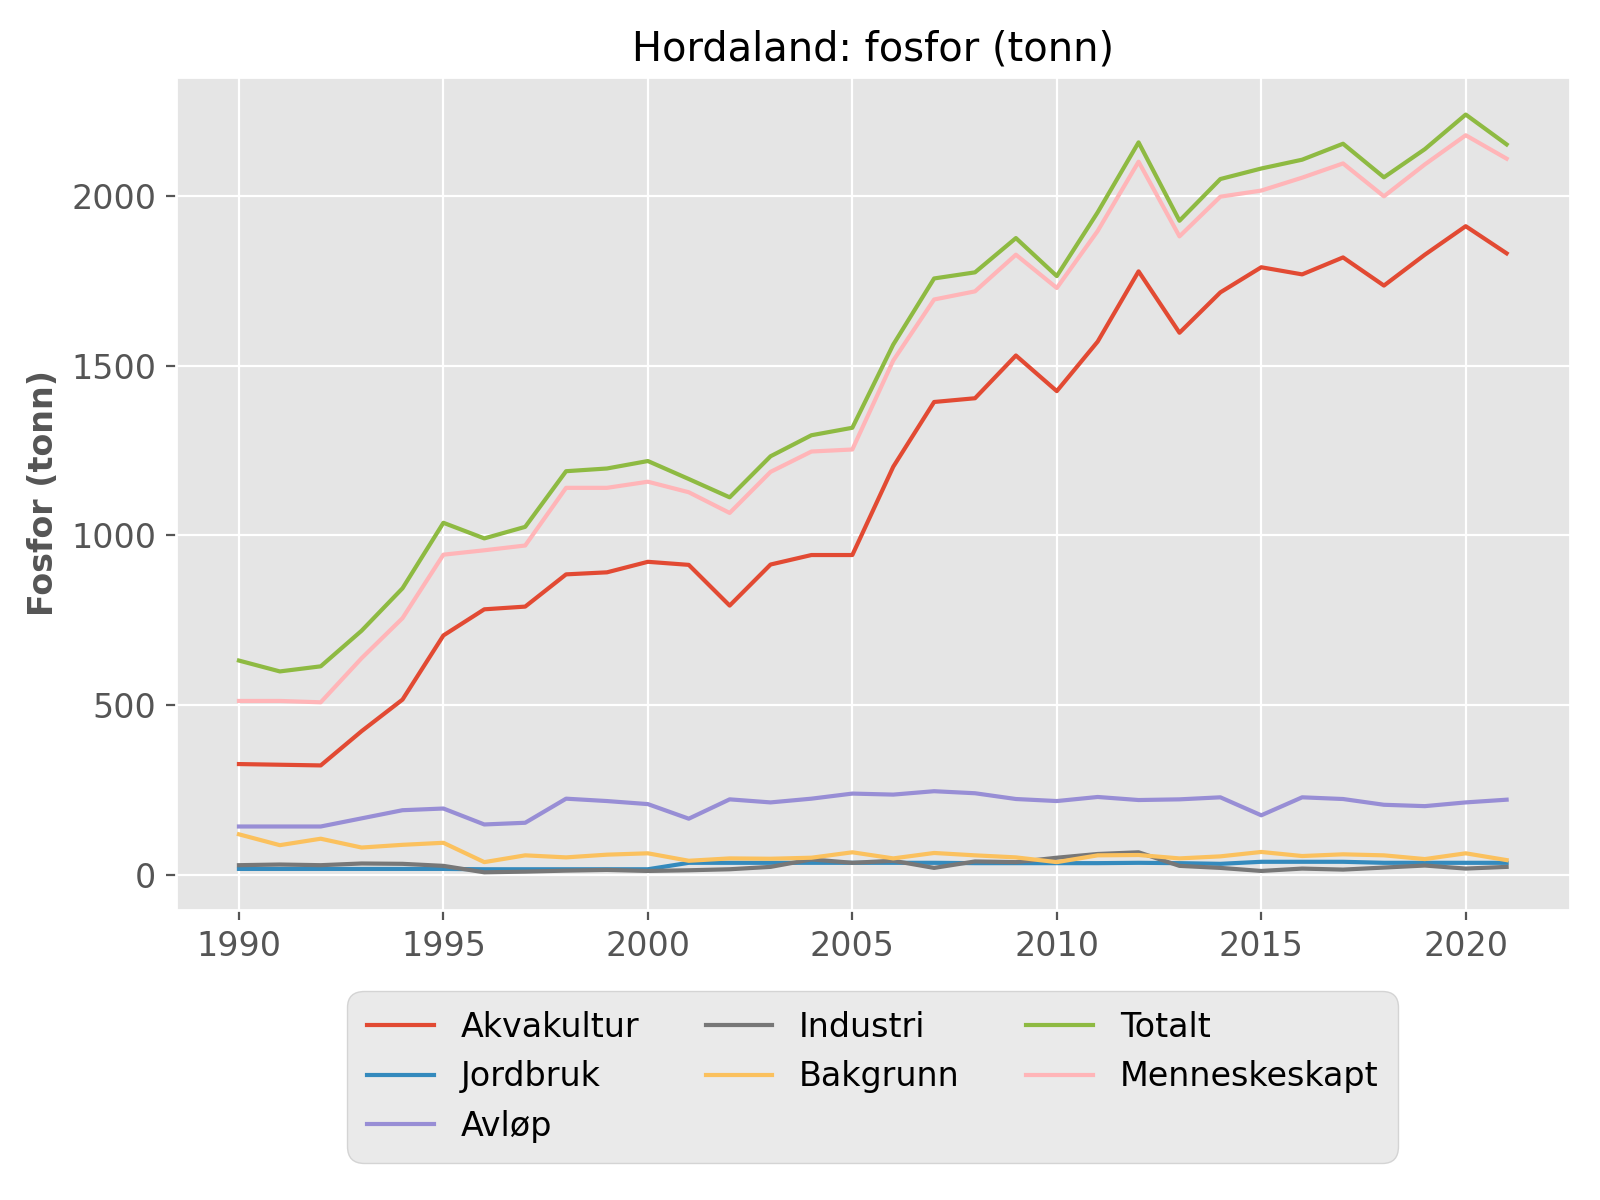 Hordaland: fosfor (tonn)
Fosfor (tonn)
2000
1500
1000
500
0
1990 1995 2000 2005 2010 2015 2020
Akvakultur Industri Totalt
Jordbruk Bakgrunn Menneskeskapt
Avløp